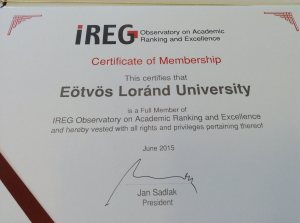 iREG Observatory on Academic
Ranking and Excellence
Certificate of Membership
This certifies that
Eötvös Loránd University
is a Full Member of
IREG Observatory on Academic Ranking and Excellence
and hereby vested with all rights and privileges pertaining thereof
June 2015
Jan Sadlak
President